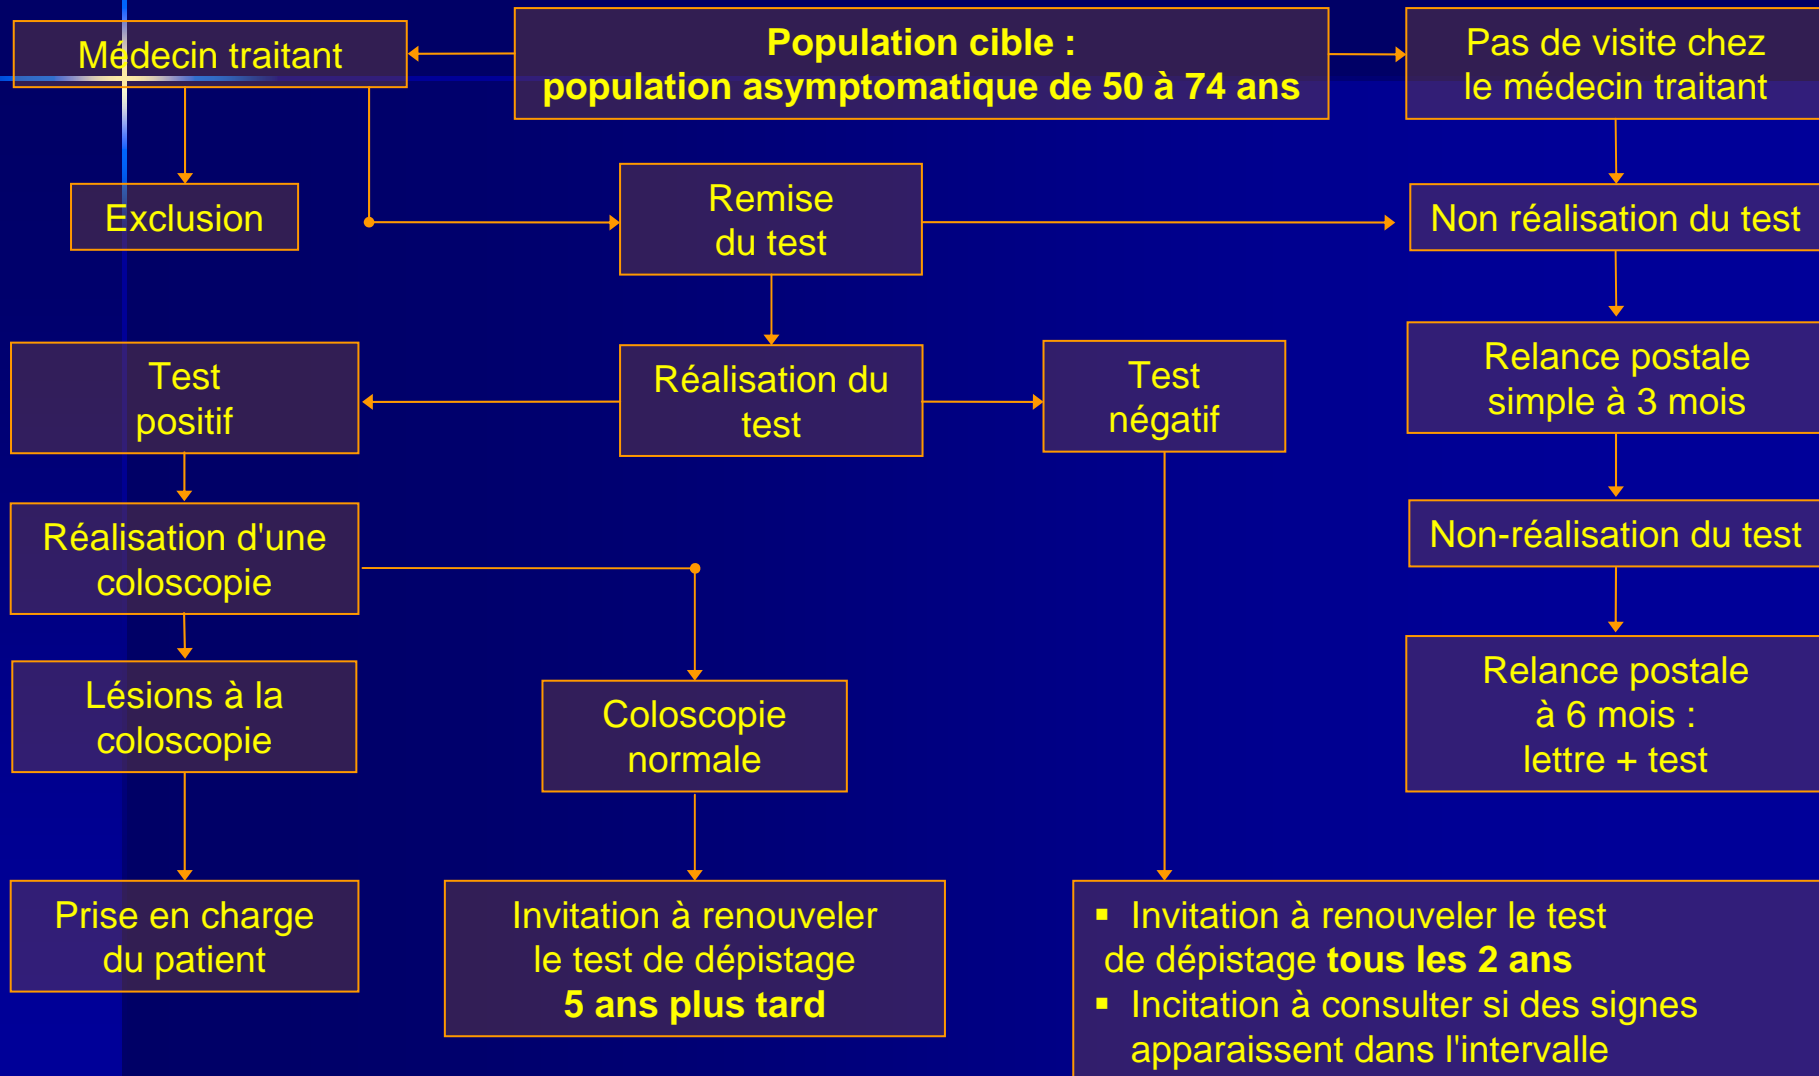 Médecin traitant
Population cible :
population asymptomatique de 50 à 74 ans
Pas de visite chez
le médecin traitant
Exclusion
Remise
du test
Non réalisation du test
Test
positif
Réalisation du
test
Test
négatif
Relance postale
simple à 3 mois
Réalisation d'une
coloscopie
Non-réalisation du test
Lésions à la
coloscopie
Coloscopie
normale
Relance postale
à 6 mois :
lettre + test
Prise en charge
du patient
Invitation à renouveler
le test de dépistage
5 ans plus tard
▪ Invitation à renouveler le test
de dépistage tous les 2 ans
▪ Incitation à consulter si des signes
apparaissent dans l'intervalle